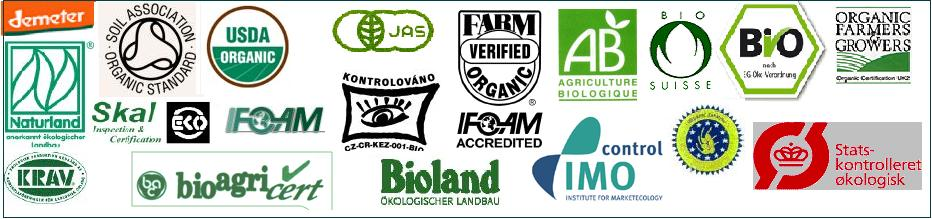 demeter
Naturland
anerkannt ökologischer
Landbau
SOIL ASSOCIATION
ORGANIC STANDARD
USDA
ORGANIC
JAS
FARM
VERIFIED
ORGANIC
®
AB
AGRICULTURE
BIOLOGIQUE
BIO
SUISSE
Bio
nach
EG-Öko-Verordnung
ORGANIC
FARMERS
& GROWERS
Organic Certification UK2
Skal
Inspection &
Certification
EKO
IFOAM
KONTROLOVÁNO
CZ-CR-KEZ-001-BIO
IFOAM
ACCREDITED
KRAV
bioagricert
Bioland
ÖKOLOGISCHER LANDBAU
control
IMO
INSTITUTE FOR MARKETECOLOGY
Stats-
kontrolleret
økologisk